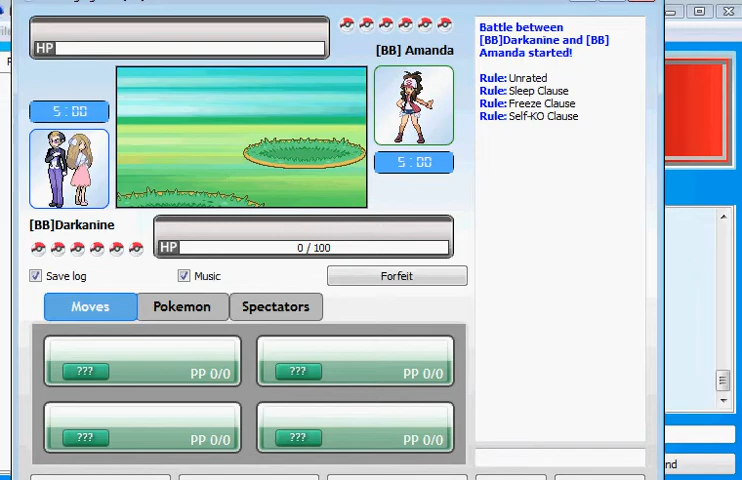 HP
[BB] Amanda
5:00
5:00
[BB]Darkanine
HP 0 / 100
Save log
Music
Forfeit
Moves
Pokemon
Spectators
??? PP 0/0
??? PP 0/0
??? PP 0/0
??? PP 0/0
Battle between
[BB]Darkanine and [BB]
Amanda started!
Rule: Unrated
Rule: Sleep Clause
Rule: Freeze Clause
Rule: Self-KO Clause
nd